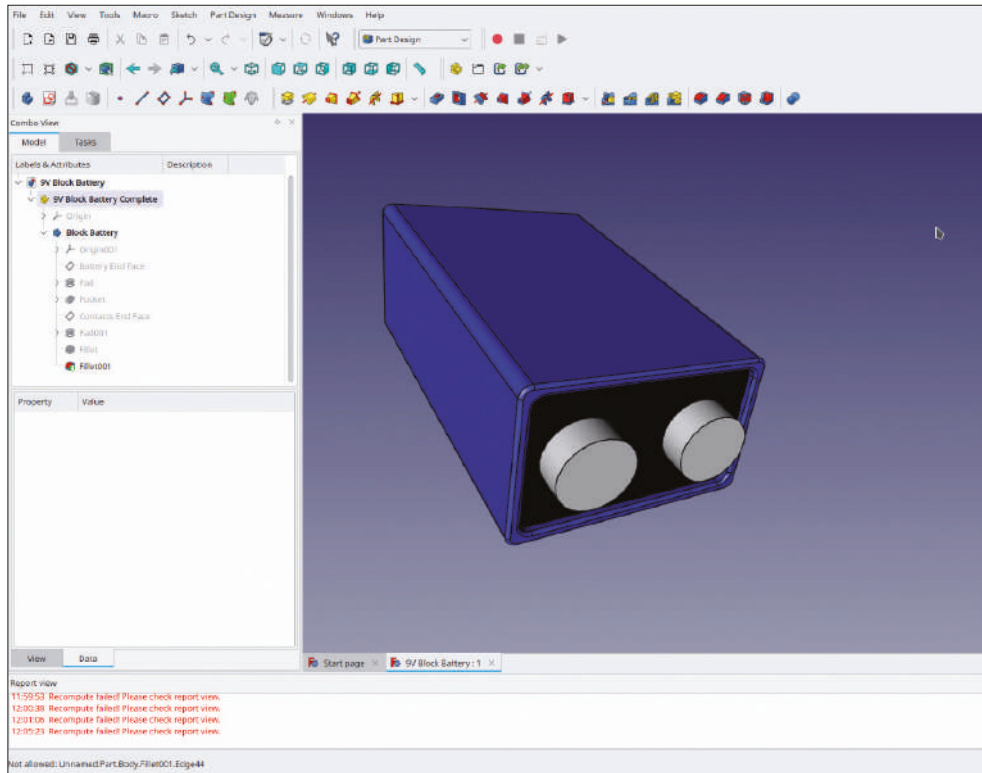 File Edit View Tools Macro Sketch Part Design Measure Windows Help
Part Design
Combo View
Model Tasks
Labels & Attributes Description
9V Block Battery
9V Block Battery Complete
Origin
Block Battery
Origin001
Battery End Face
Pad
Pocket
Contacts End Face
Pad001
Fillet
Fillet001
Property Value
View Data
Start page 9V Block Battery : 1
Report view
11:59:53 Recompute failed! Please check report view.
12:00:38 Recompute failed! Please check report view.
12:01:06 Recompute failed! Please check report view.
12:05:23 Recompute failed! Please check report view.
Not allowed: Unnamed.Part.Body.Fillet001.Edge44